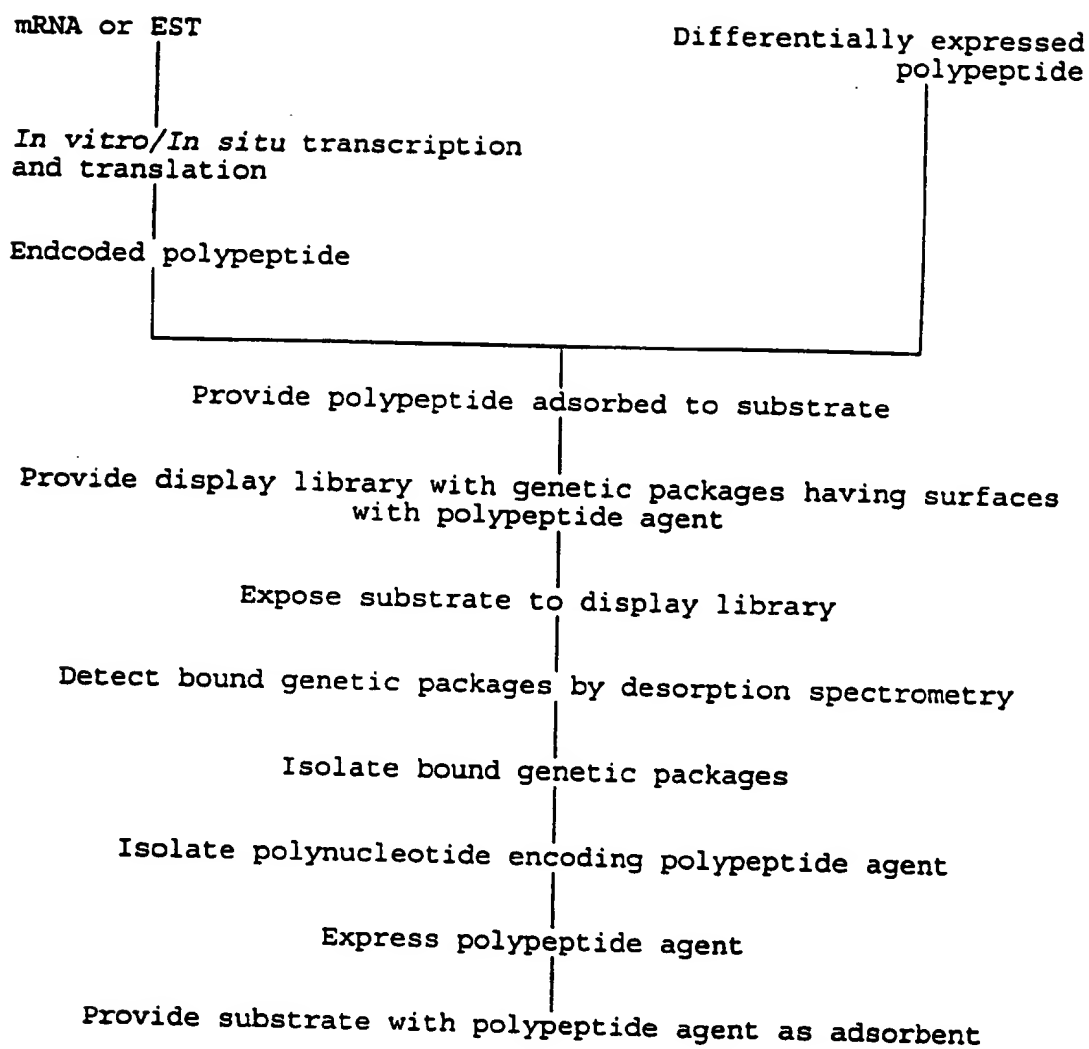 mRNA or EST
Differentially expressed
polypeptide
In vitro/In situ transcription
and translation
Endcoded polypeptide
Provide polypeptide adsorbed to substrate
Provide display library with genetic packages having surfaces
with polypeptide agent
Expose substrate to display library
Detect bound genetic packages by desorption spectrometry
Isolate bound genetic packages
Isolate polynucleotide encoding polypeptide agent
Express polypeptide agent
Provide substrate with polypeptide agent as adsorbent